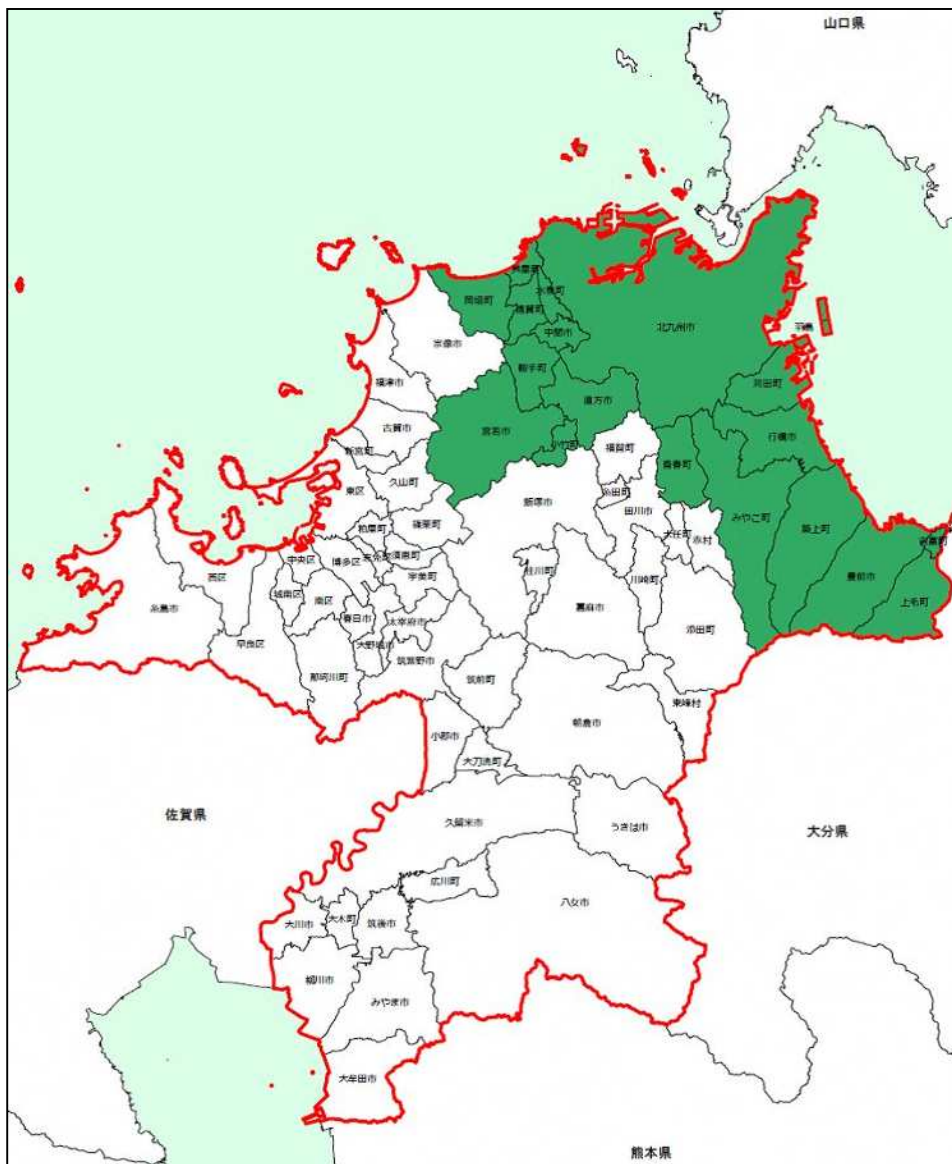 山口県
芦屋町
水巻町
岡垣町
遠賀町
北九州市
羽島
中間市
宗像市
鞍手町
苅田町
福津市
直方市
古賀市
宮若市
小竹町
福智町
行橋市
新宮町
香春町
東区
久山町
糸田町
飯塚市
田川市
みやこ町
築上町
粕屋町
篠栗町
大任町
赤村
吉富町
中央区
博多区
志免町
須恵町
西区
宇美町
桂川町
川崎町
豊前市
城南区
南区
嘉麻市
上毛町
糸島市
春日市
太宰府市
添田町
早良区
大野城市
筑紫野市
那珂川町
筑前町
東峰村
朝倉市
小郡市
大刀洗町
佐賀県
久留米市
うきは市
大分県
広川町
八女市
大川市
大木町
筑後市
柳川市
みやま市
大牟田市
熊本県